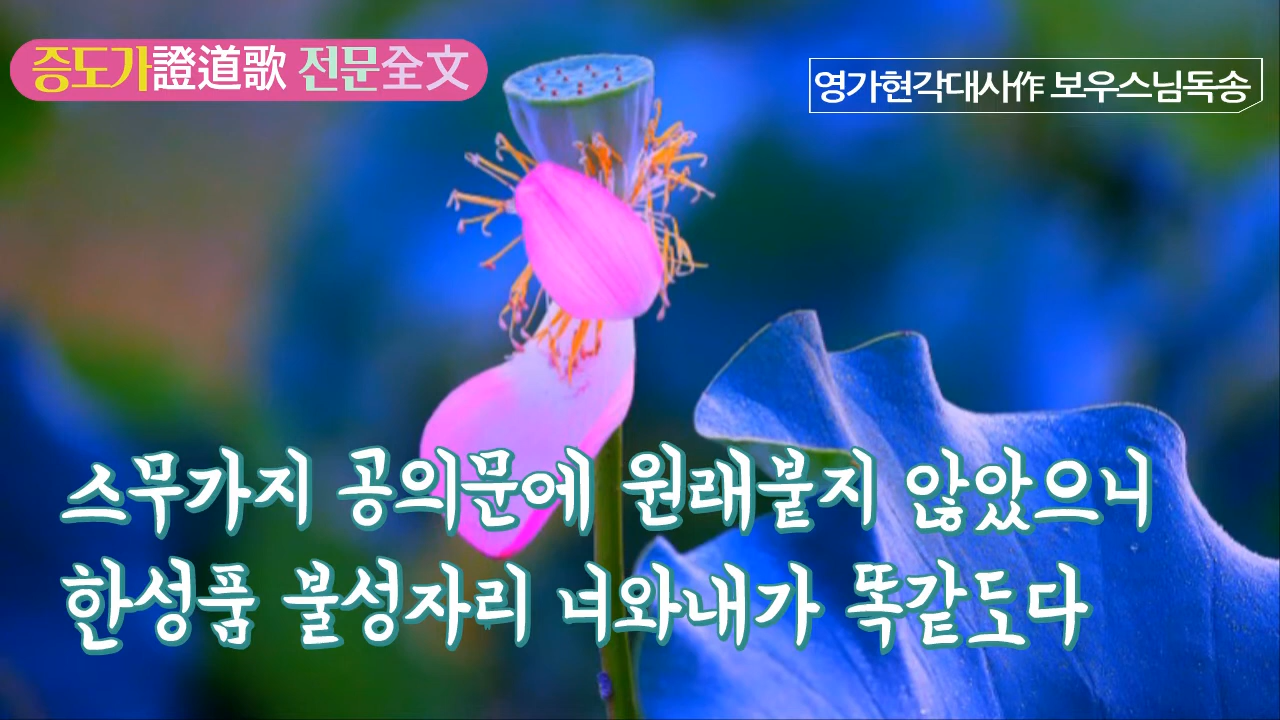 증도가證道歌 전문全文
영가현각대사作 보우스님독송
스무가지 공의문에 원래붙지 않았으니
한성품 불성자리 너와내가 똑같도다